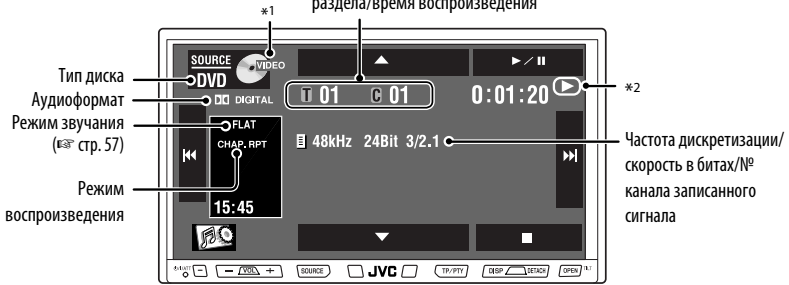 раздела/время воспроизведения
*1
SOURCE
VIDEO
DVD
Тип диска
*2
T 01 C 01 0:01:20
Аудиоформат
DIGITAL
Режим звучания
(☞ стр. 57)
FLAT
CHAP. RPT
48kHz 24Bit 3/2.1
Частота дискретизации/
скорость в битах/№
канала записанного
сигнала
Режим
воспроизведения
15:45
VOL
SOURCE
JVC
TP/PTY
DISP
DETACH
OPEN
TILT